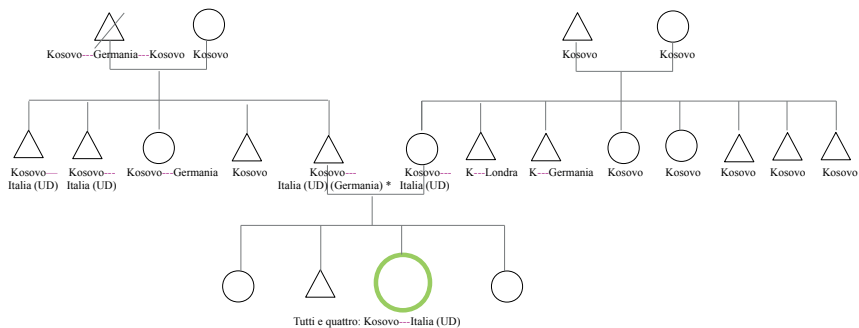 Kosovo---Germania---Kosovo Kosovo
Kosovo Kosovo
Kosovo---
Italia (UD)
Kosovo---
Italia (UD)
Kosovo---Germania
Kosovo
Kosovo---
Italia (UD) (Germania) *
Kosovo---
Italia (UD)
K---Londra
K---Germania
Kosovo
Kosovo
Kosovo
Kosovo
Kosovo
Tutti e quattro: Kosovo---Italia (UD)